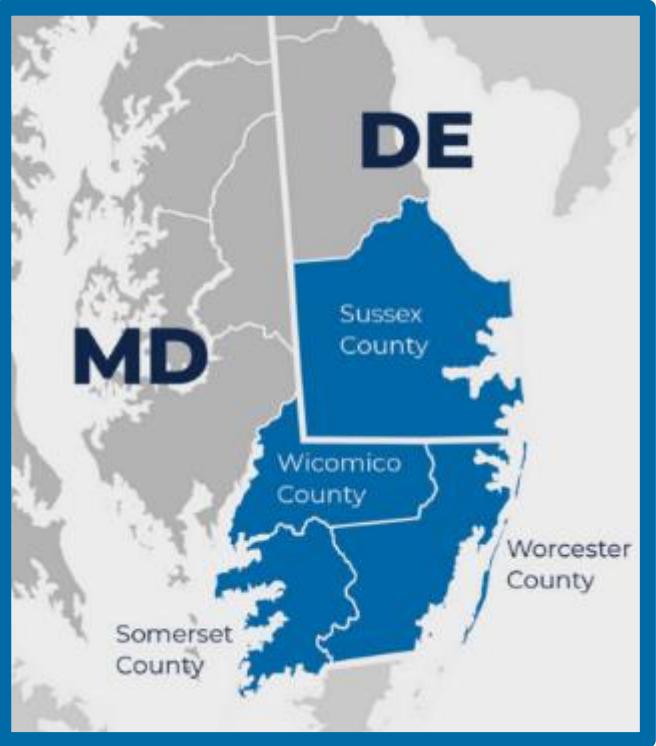 DE
Sussex
County
MD
Wicomico
County
Worcester
County
Somerset
County